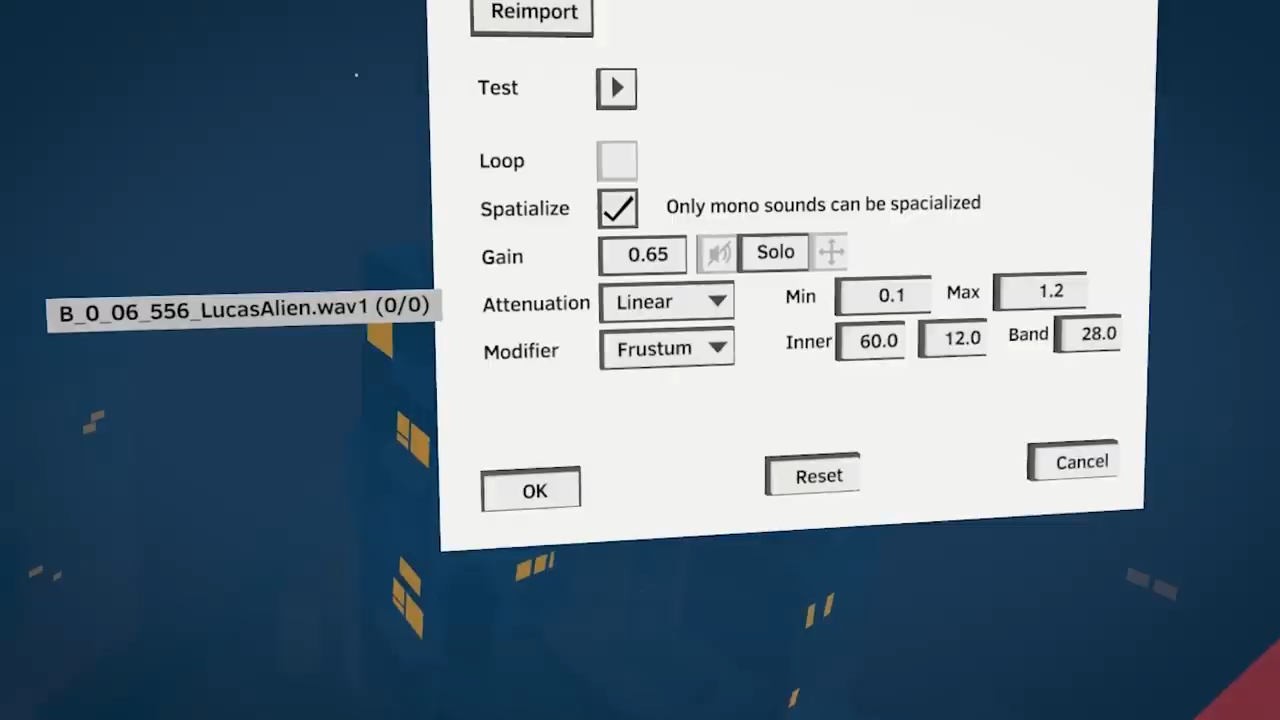 Reimport
Test
Loop
Spatialize Only mono sounds can be spacialized
Gain 0.65 Solo
B_0_06_556_LucasAlien.wav1 (0/0)
Attenuation Linear Min 0.1 Max 1.2
Modifier Frustum Inner 60.0 12.0 Band 28.0
OK Reset Cancel